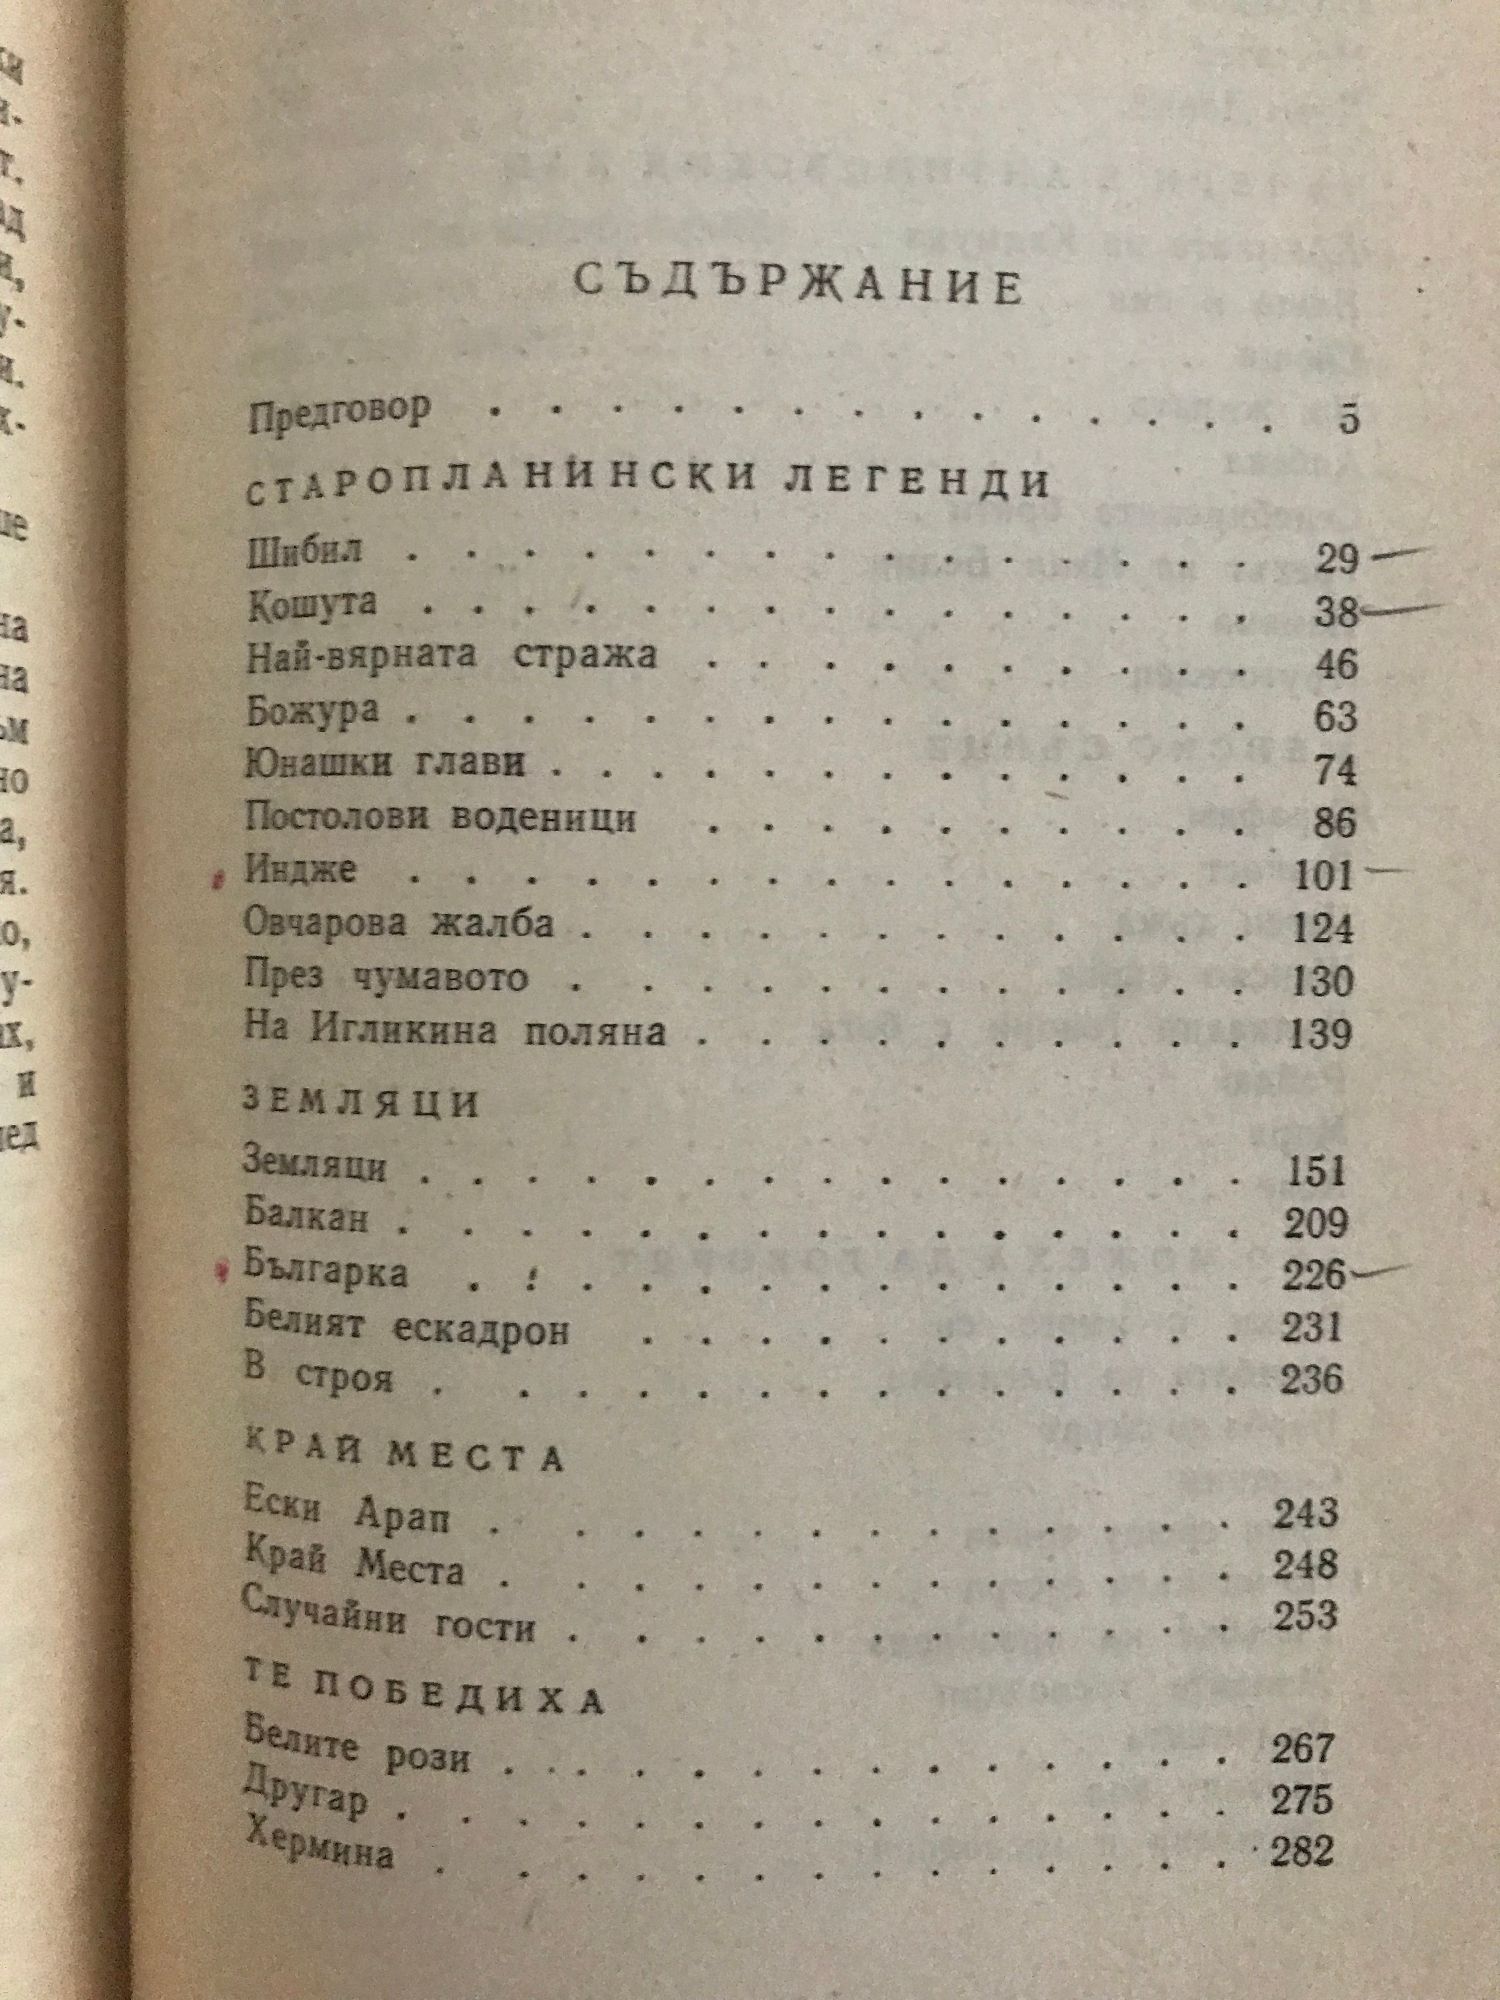 СЪДЪРЖАНИЕ
Предговор . . . . . . . . . . . . . . 5
СТАРОПЛАНИНСКИ ЛЕГЕНДИ
Шибил . . . . . . . . . . . . . . . 29
Кошута . . . . . . . . . . . . . . . 38
Най-вярната стража . . . . . . . . . . 46
Божура . . . . . . . . . . . . . . . 63
Юнашки глави . . . . . . . . . . . . 74
Постолови воденици . . . . . . . . . . 86
Индже . . . . . . . . . . . . . . . 101
Овчарова жалба . . . . . . . . . . . . 124
През чумавото . . . . . . . . . . . . 130
На Игликина поляна . . . . . . . . . . 139
ЗЕМЛЯЦИ
Земляци . . . . . . . . . . . . . . . 151
Балкан . . . . . . . . . . . . . . . 209
Българка . . . . . . . . . . . . . . 226
Белият ескадрон . . . . . . . . . . . 231
В строя . . . . . . . . . . . . . . 236
КРАЙ МЕСТА
Ески Арап . . . . . . . . . . . . . 243
Край Места . . . . . . . . . . . . . 248
Случайни гости . . . . . . . . . . . . 253
ТЕ ПОБЕДИХА
Белите рози . . . . . . . . . . . . . 267
Другар . . . . . . . . . . . . . . . 275
Хермина . . . . . . . . . . . . . . 282